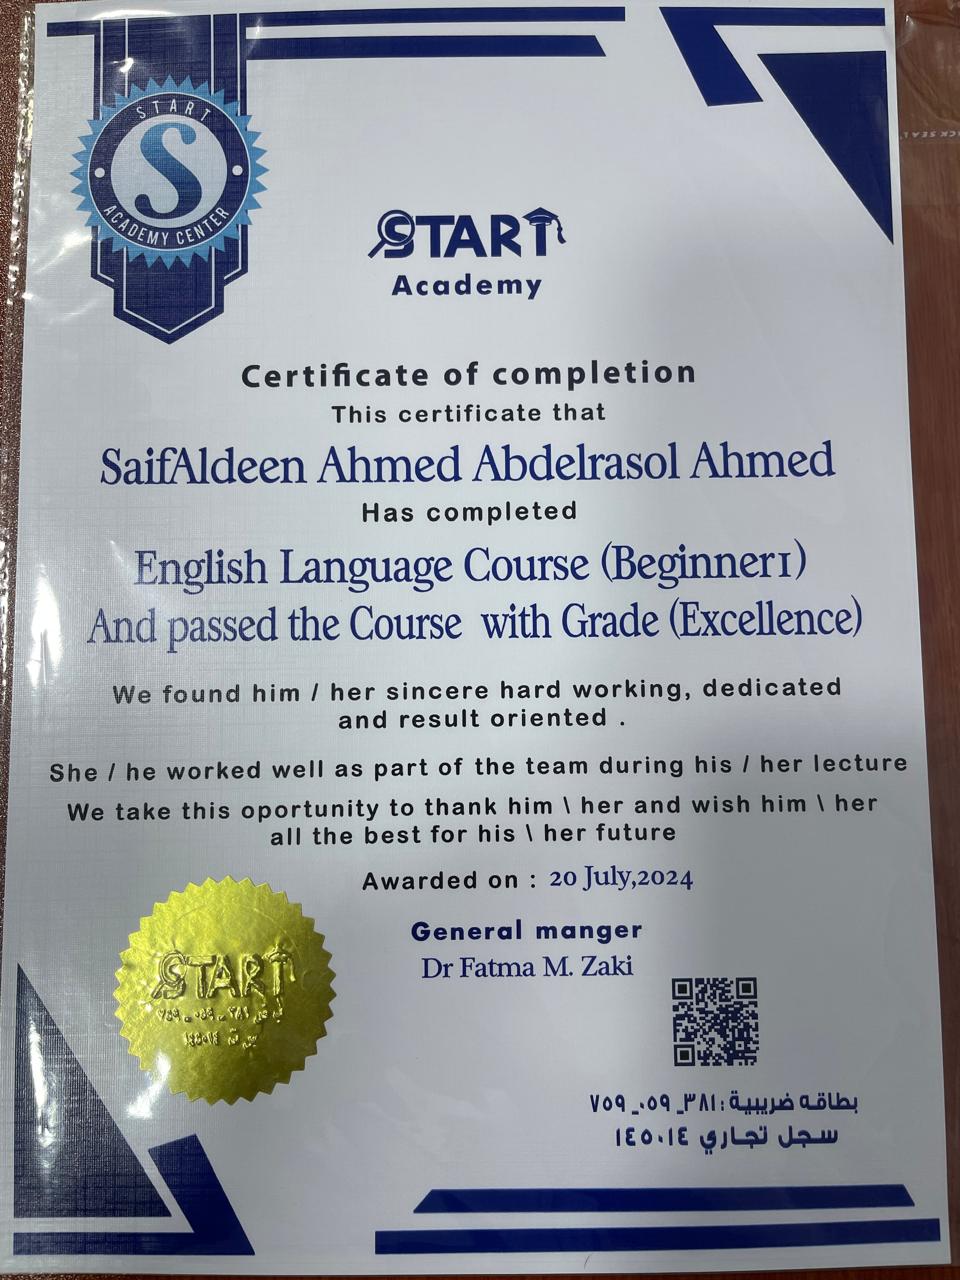 START
S
ACADEMY CENTER
START
Academy
Certificate of completion
This certificate that
SaifAldeen Ahmed Abdelrasol Ahmed
Has completed
English Language Course (Beginner1)
And passed the Course with Grade (Excellence)
We found him / her sincere hard working, dedicated
and result oriented .
She / he worked well as part of the team during his / her lecture
We take this oportunity to thank him \ her and wish him \ her
all the best for his \ her future
Awarded on : 20 July,2024
General manger
Dr Fatma M. Zaki
START
بطاقه ضريبية : ٣٨١_ ٠٥٩_ ٧٥٩
سجل تجاري ١٤٥٠١٤